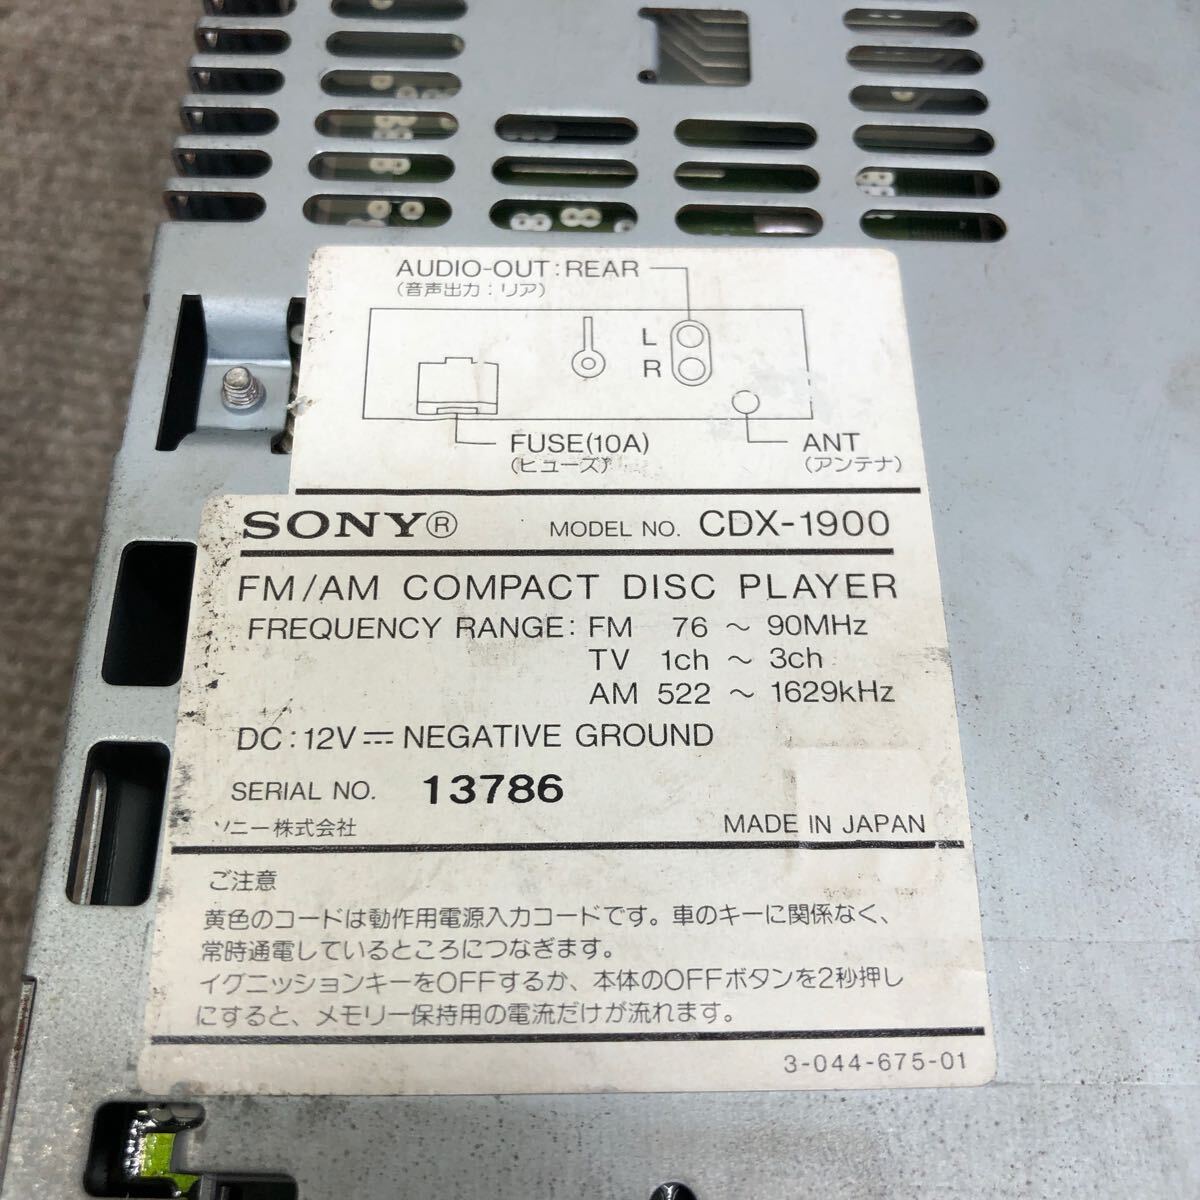 AUDIO-OUT:REAR
(音声出力:リア)
L
R
FUSE(10A)
(ヒューズ)
ANT
(アンテナ)
SONY® MODEL NO. CDX-1900
FM/AM COMPACT DISC PLAYER
FREQUENCY RANGE: FM 76 ~ 90MHz
TV 1ch ~ 3ch
AM 522 ~ 1629kHz
DC:12V⎓NEGATIVE GROUND
SERIAL NO. 13786
ソニー株式会社 MADE IN JAPAN
ご注意
黄色のコードは動作用電源入力コードです。車のキーに関係なく、
常時通電しているところにつなぎます。
イグニッションキーをOFFするか、本体のOFFボタンを2秒押し
にすると、メモリー保持用の電流だけが流れます。
3-044-675-01